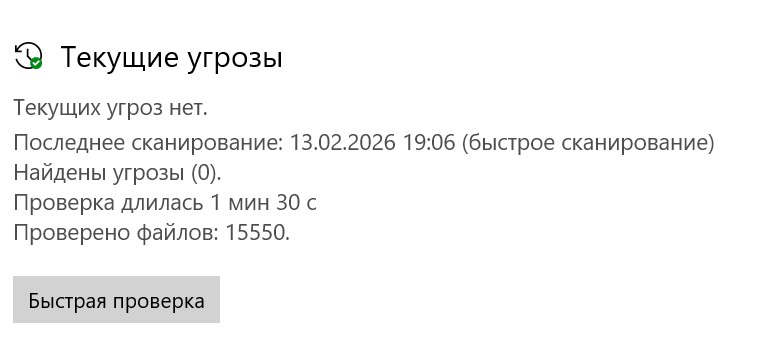 Текущие угрозы
Текущих угроз нет.
Последнее сканирование: 13.02.2026 19:06 (быстрое сканирование)
Найдены угрозы (0).
Проверка длилась 1 мин 30 с
Проверено файлов: 15550.
Быстрая проверка